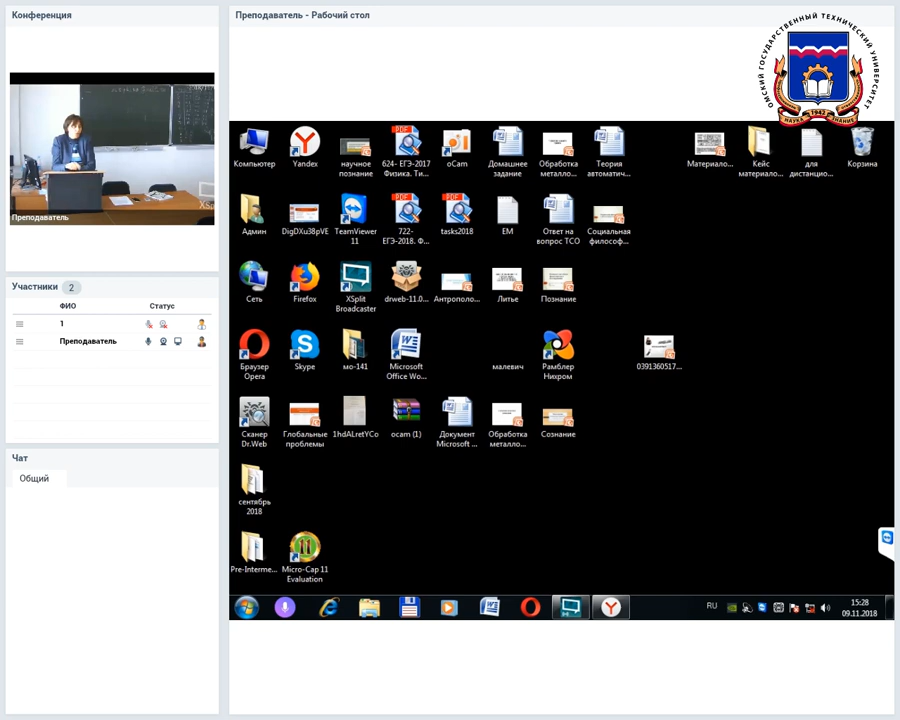 Конференция
Преподаватель
Участники 2
ФИО Статус
1
Преподаватель
Чат
Общий
Преподаватель - Рабочий стол
ОМСКИЙ ГОСУДАРСТВЕННЫЙ ТЕХНИЧЕСКИЙ УНИВЕРСИТЕТ
НАУКА 1942 ЗНАНИЕ
Компьютер
Yandex
научное
познание
624- ЕГЭ-2017
Физика. Ти...
oCam
Домашнее
задание
Обработка
металло...
Теория
автоматич...
Материало...
Кейс
материало...
для
дистанцио...
Корзина
Админ
DigDXu38pVE
TeamViewer
11
722-
ЕГЭ-2018. Ф...
tasks2018
ЕМ
Ответ на
вопрос ТСО
Социальная
философ...
Сеть
Firefox
XSplit
Broadcaster
drweb-11.0...
Антрополо...
Литье
Познание
Браузер
Opera
Skype
мо-141
Microsoft
Office Wo...
малевич
Рамблер
Нихром
0391360517...
Сканер
Dr.Web
Глобальные
проблемы
1hdALretYCo
ocam (1)
Документ
Microsoft ...
Обработка
металло...
Сознание
сентябрь
2018
Pre-Interme...
Micro-Cap 11
Evaluation
RU
15:28
09.11.2018